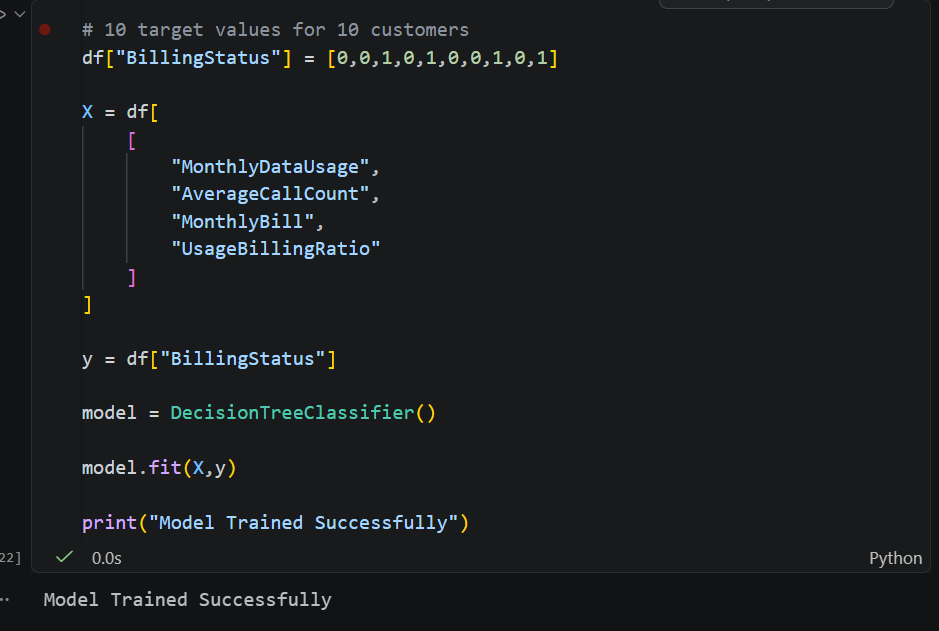 # 10 target values for 10 customers
df["BillingStatus"] = [0,0,1,0,1,0,0,1,0,1]
X = df[
[
"MonthlyDataUsage",
"AverageCallCount",
"MonthlyBill",
"UsageBillingRatio"
]
]
y = df["BillingStatus"]
model = DecisionTreeClassifier()
model.fit(X,y)
print("Model Trained Successfully")
22]
0.0s
Python
Model Trained Successfully